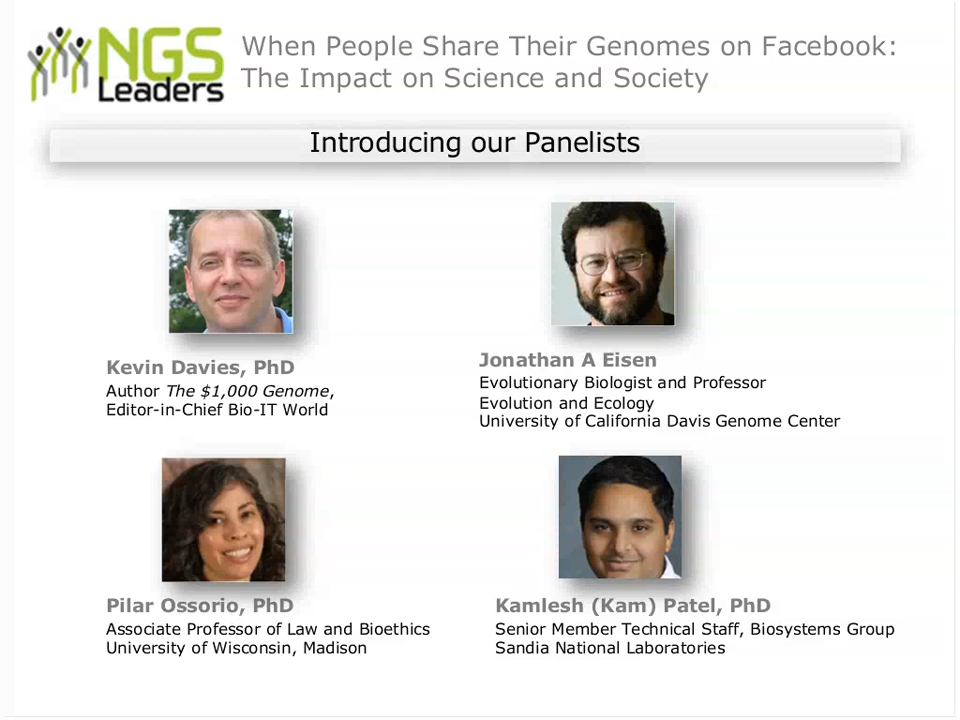 NGS
Leaders
When People Share Their Genomes on Facebook:
The Impact on Science and Society
Introducing our Panelists
Kevin Davies, PhD
Author The $1,000 Genome,
Editor-in-Chief Bio-IT World
Jonathan A Eisen
Evolutionary Biologist and Professor
Evolution and Ecology
University of California Davis Genome Center
Pilar Ossorio, PhD
Associate Professor of Law and Bioethics
University of Wisconsin, Madison
Kamlesh (Kam) Patel, PhD
Senior Member Technical Staff, Biosystems Group
Sandia National Laboratories